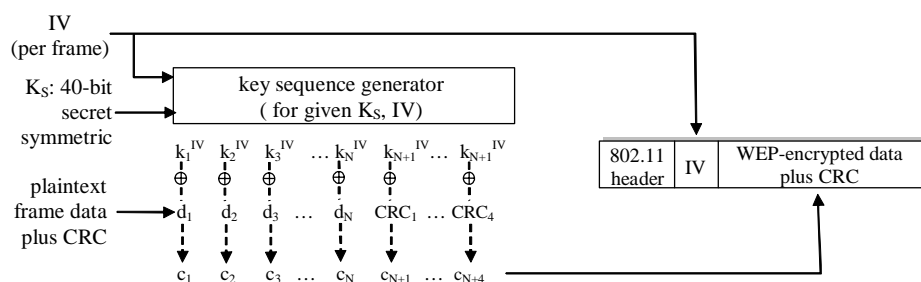 IV
(per frame)
K_S: 40-bit
secret
symmetric
key sequence generator
( for given K_S, IV)
k_1^IV k_2^IV k_3^IV … k_N^IV k_N+1^IV … k_N+1^IV
plaintext
frame data
plus CRC
d_1 d_2 d_3 … d_N CRC_1 … CRC_4
c_1 c_2 c_3 … c_N c_N+1 … c_N+4
802.11
header
IV
WEP-encrypted data
plus CRC